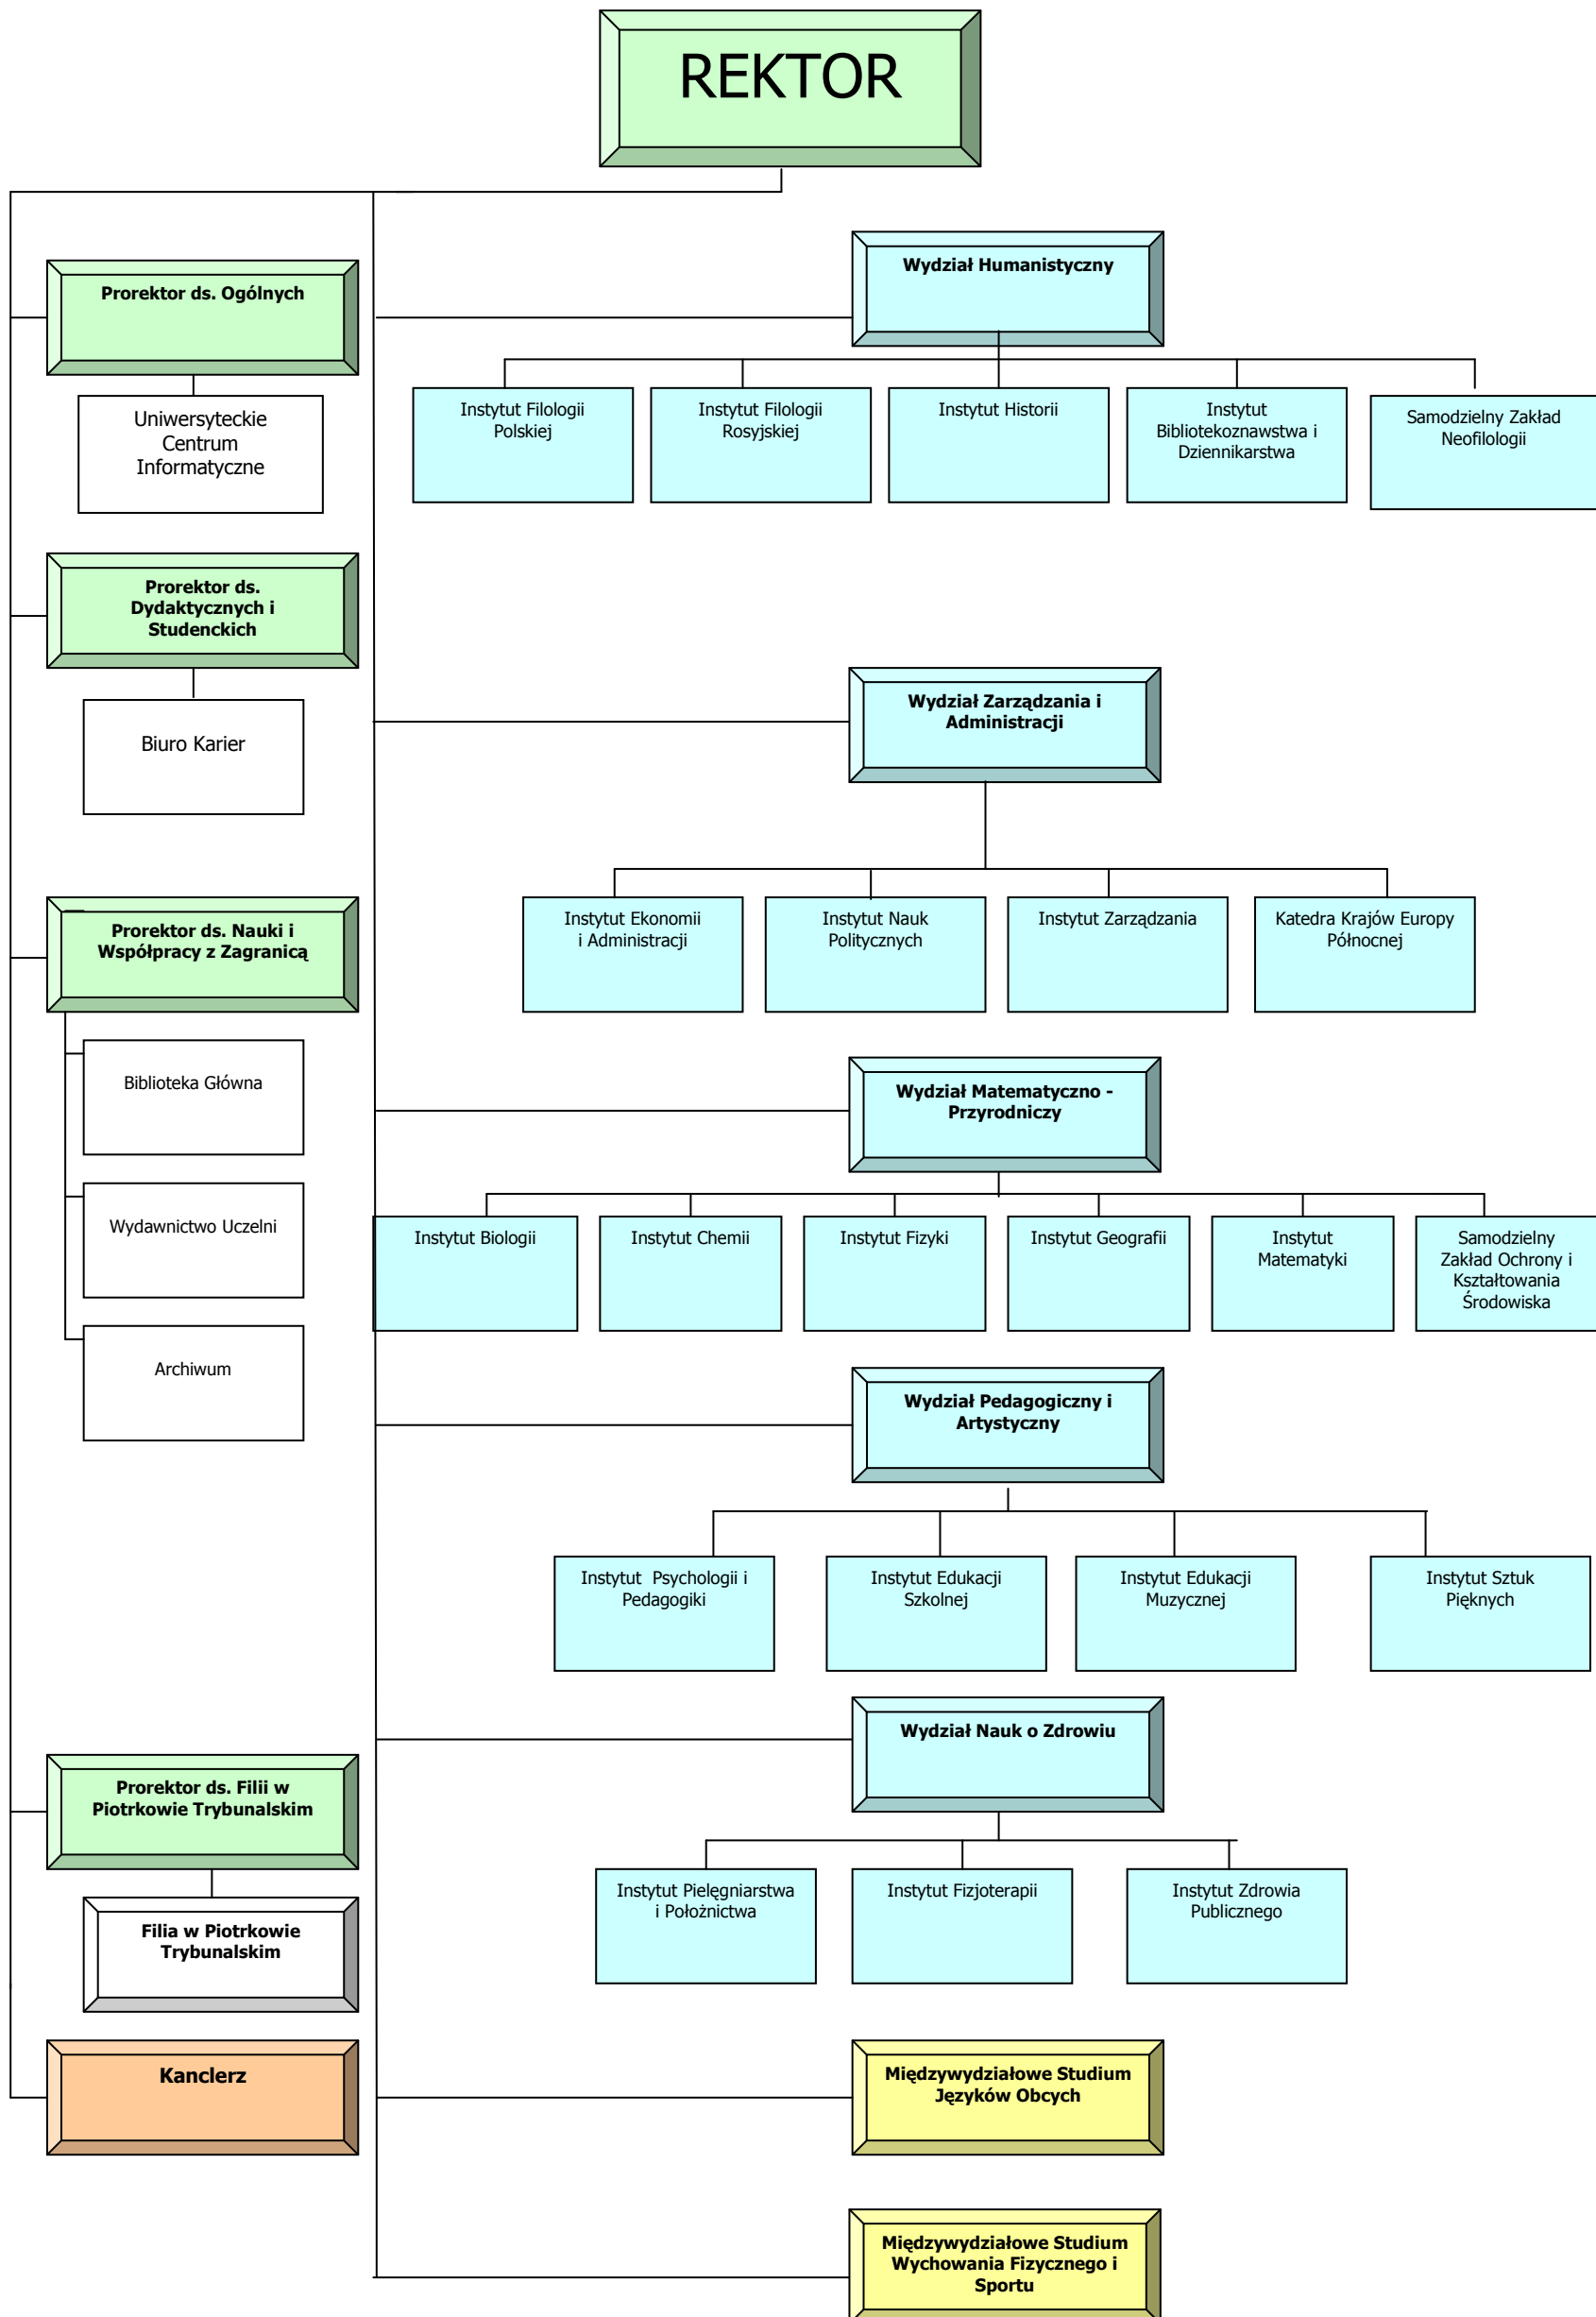 REKTOR
Wydział Humanistyczny
Prorektor ds. Ogólnych
Uniwersyteckie
Centrum
Informatyczne
Instytut Filologii
Polskiej
Instytut Filologii
Rosyjskiej
Instytut Historii
Instytut
Bibliotekoznawstwa i
Dziennikarstwa
Samodzielny Zakład
Neofilologii
Prorektor ds.
Dydaktycznych i
Studenckich
Biuro Karier
Wydział Zarządzania i
Administracji
Instytut Ekonomii
i Administracji
Instytut Nauk
Politycznych
Instytut Zarządzania
Katedra Krajów Europy
Północnej
Prorektor ds. Nauki i
Współpracy z Zagranicą
Biblioteka Główna
Wydawnictwo Uczelni
Archiwum
Wydział Matematyczno -
Przyrodniczy
Instytut Biologii
Instytut Chemii
Instytut Fizyki
Instytut Geografii
Instytut
Matematyki
Samodzielny
Zakład Ochrony i
Kształtowania
Środowiska
Wydział Pedagogiczny i
Artystyczny
Instytut  Psychologii i
Pedagogiki
Instytut Edukacji
Szkolnej
Instytut Edukacji
Muzycznej
Instytut Sztuk
Pięknych
Wydział Nauk o Zdrowiu
Instytut Pielęgniarstwa
i Położnictwa
Instytut Fizjoterapii
Instytut Zdrowia
Publicznego
Prorektor ds. Filii w
Piotrkowie Trybunalskim
Filia w Piotrkowie
Trybunalskim
Kanclerz
Międzywydziałowe Studium
Języków Obcych
Międzywydziałowe Studium
Wychowania Fizycznego i
Sportu